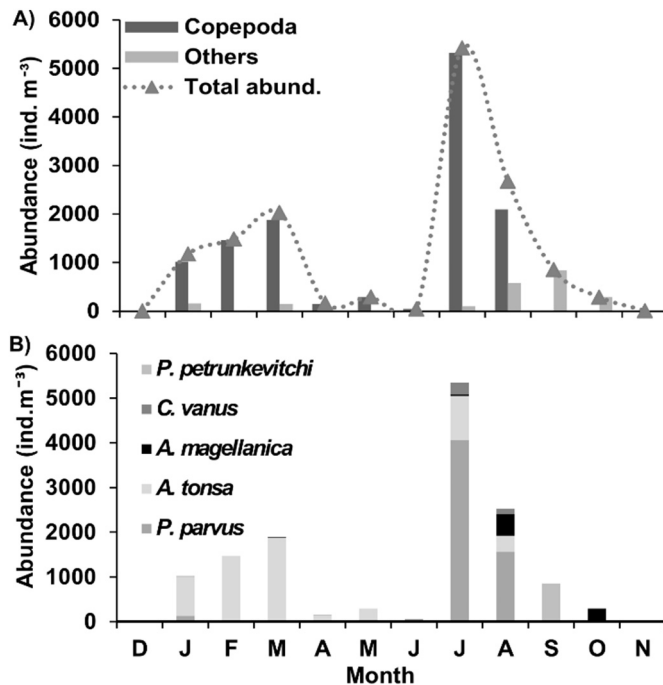 A)
Copepoda
Others
Total abund.
Abundance (ind. m⁻³)
6000
5000
4000
3000
2000
1000
0
B)
P. petrunkevitchi
C. vanus
A. magellanica
A. tonsa
P. parvus
Abundance (ind.m⁻³)
6000
5000
4000
3000
2000
1000
0
D J F M A M J J A S O N
Month